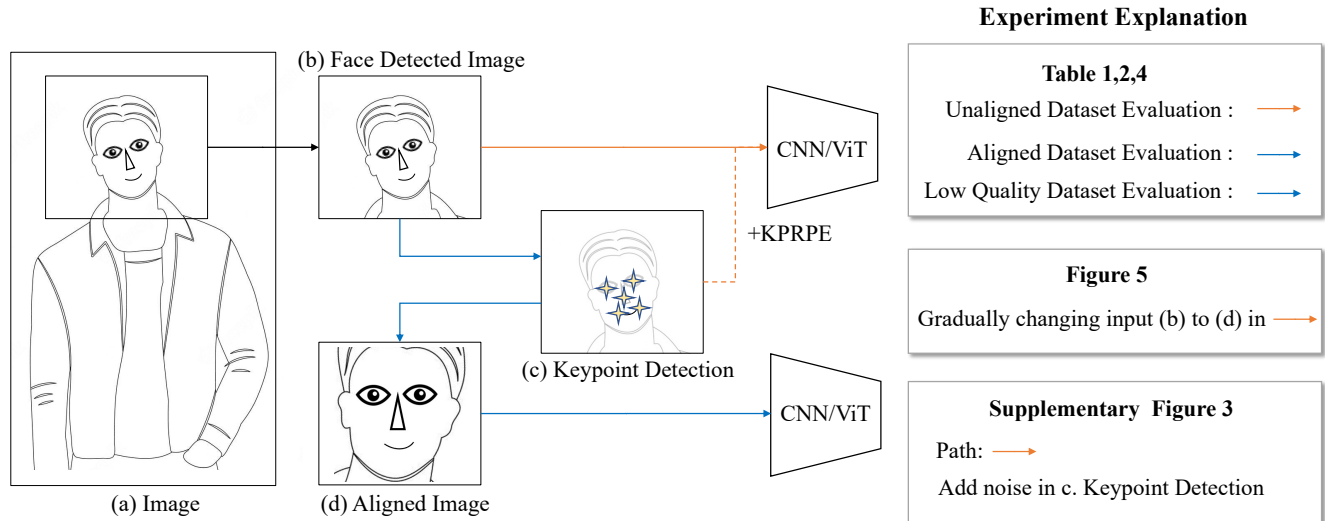 Experiment Explanation
(b) Face Detected Image
Table 1,2,4
Unaligned Dataset Evaluation :
CNN/ViT
Aligned Dataset Evaluation :
Low Quality Dataset Evaluation :
+KPRPE
Figure 5
Gradually changing input (b) to (d) in
(c) Keypoint Detection
CNN/ViT
Supplementary Figure 3
Path:
Add noise in c. Keypoint Detection
(a) Image
(d) Aligned Image